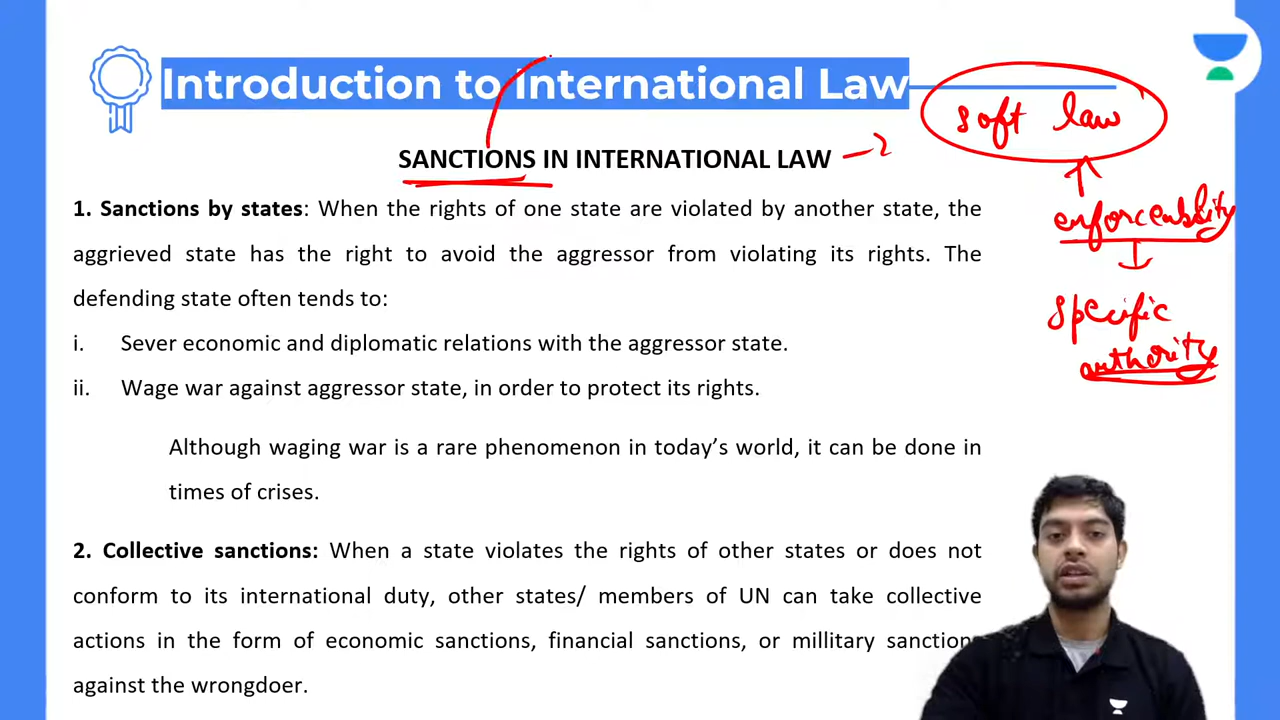 Introduction to International Law
soft law
SANCTIONS IN INTERNATIONAL LAW - 2
1. Sanctions by states: When the rights of one state are violated by another state, the
aggrieved state has the right to avoid the aggressor from violating its rights. The
defending state often tends to:
i. Sever economic and diplomatic relations with the aggressor state.
ii. Wage war against aggressor state, in order to protect its rights.
Although waging war is a rare phenomenon in today’s world, it can be done in
times of crises.
2. Collective sanctions: When a state violates the rights of other states or does not
conform to its international duty, other states/ members of UN can take collective
actions in the form of economic sanctions, financial sanctions, or millitary sanctions
against the wrongdoer.
enforceability
specific
authority